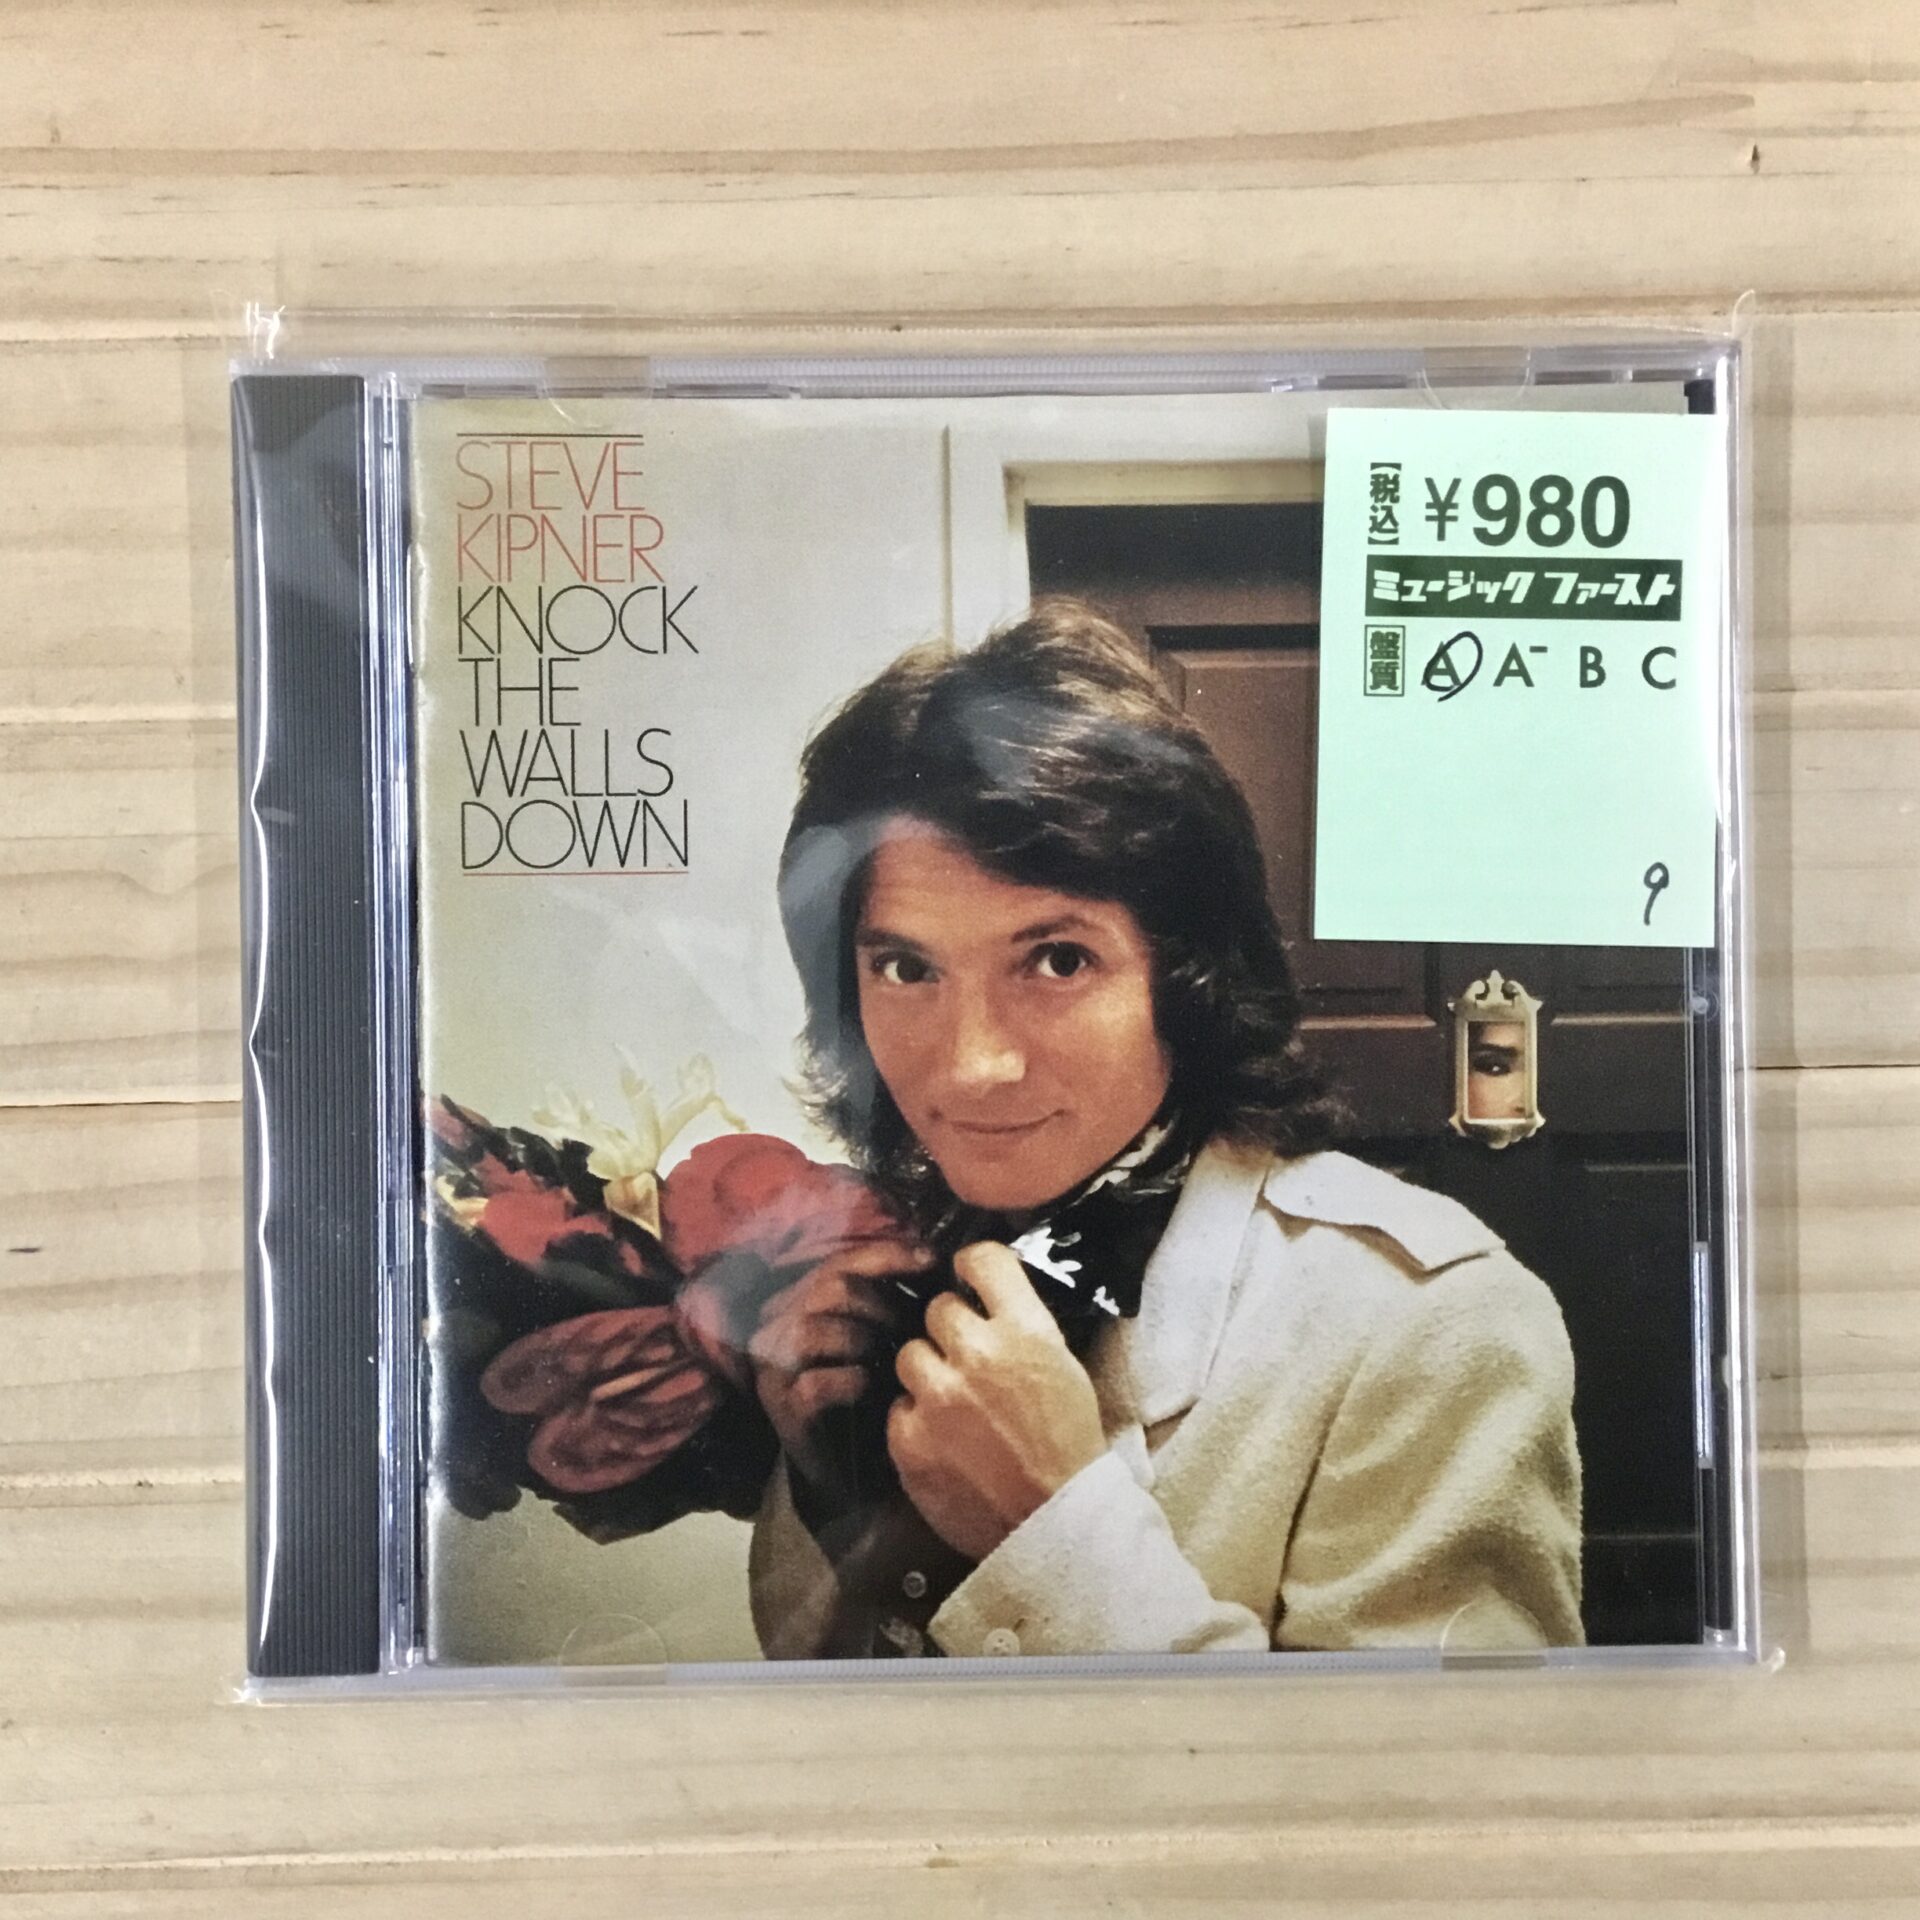 STEVE
KIPNER
KNOCK
THE
WALLS
DOWN
【税込】 ¥980
ミュージック ファースト
盤質 A A- B C
9